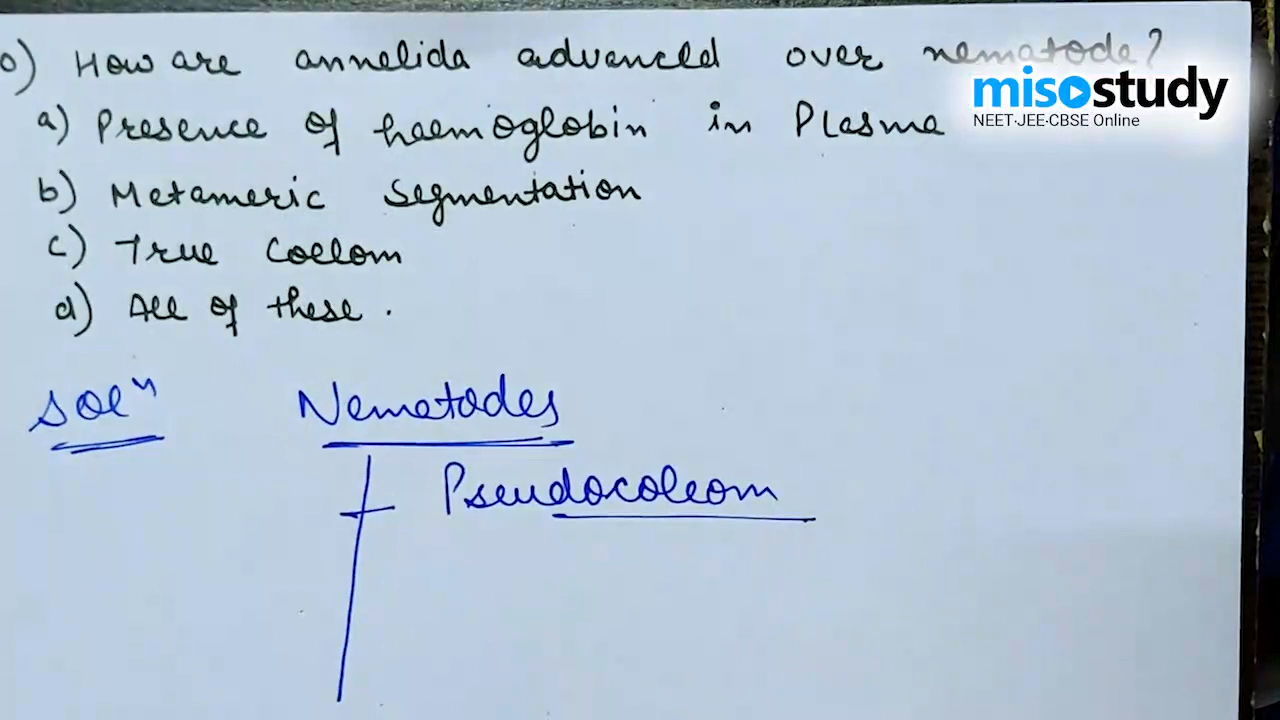 o) How are annelida advanced over nematode?
a) Presence of haemoglobin in Plasma
b) Metameric Segmentation
c) True Coelom
d) All of these .
misostudy
NEET·JEE·CBSE Online
Solⁿ
Nematodes
Pseudocoleom